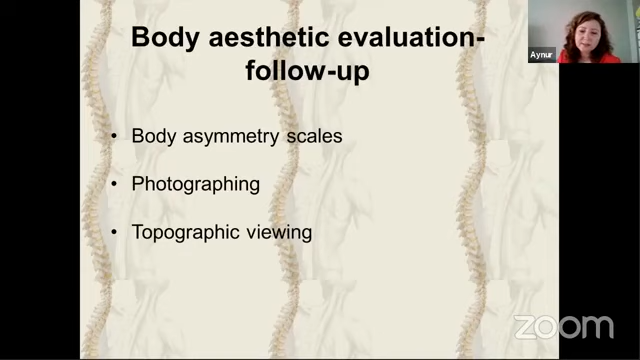 Body aesthetic evaluation-
follow-up
• Body asymmetry scales
• Photographing
• Topographic viewing
Aynur
zoom